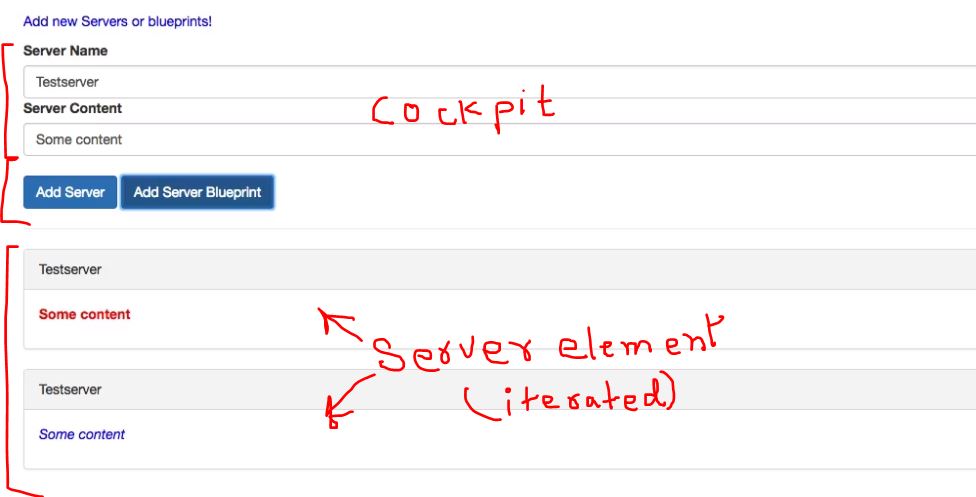 Add new Servers or blueprints!
Server Name
Testserver
Server Content
Cockpit
Some content
Add Server Add Server Blueprint
Testserver
Some content
Server element
(iterated)
Testserver
Some content